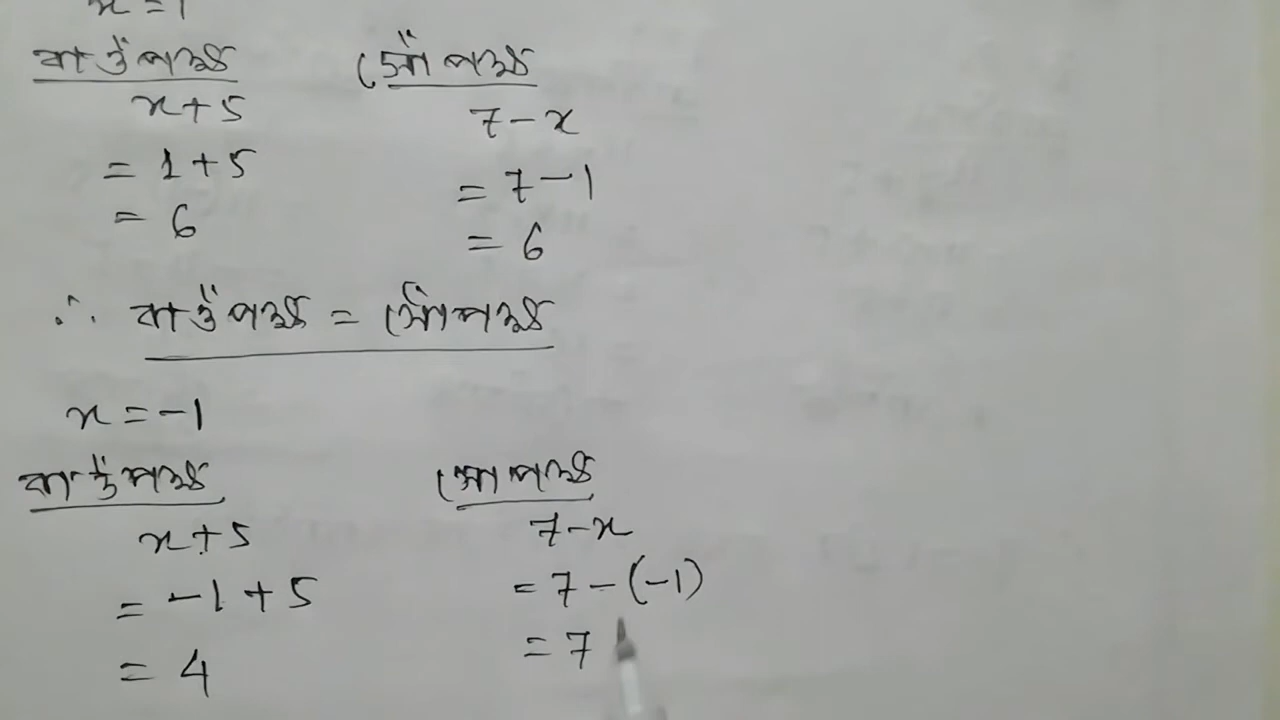 x = 1
বাওঁপক্ষ
x + 5
= 1 + 5
= 6
সোঁপক্ষ
7 - x
= 7 - 1
= 6
∴ বাওঁপক্ষ = সোঁপক্ষ
x = -1
বাওঁপক্ষ
x + 5
= -1 + 5
= 4
সোপক্ষ
7 - x
= 7 - (-1)
= 7